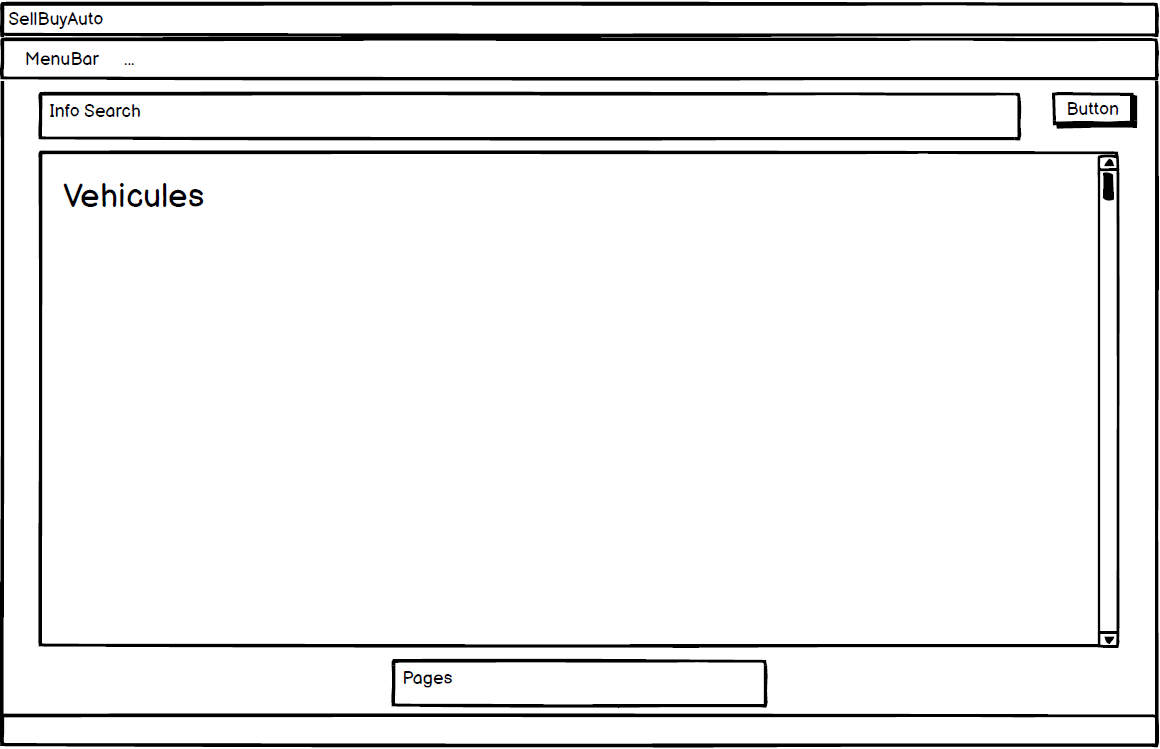 SellBuyAuto
MenuBar ...
Info Search
Button
Vehicules
Pages